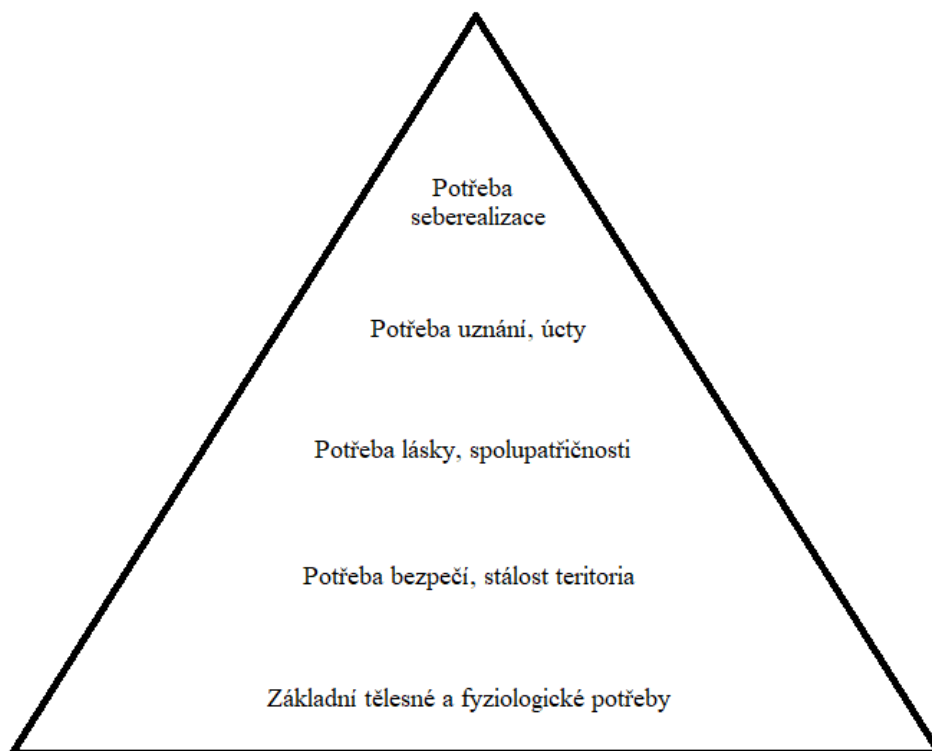 Potřeba
seberealizace
Potřeba uznání, úcty
Potřeba lásky, spolupatřičnosti
Potřeba bezpečí, stálost teritoria
Základní tělesné a fyziologické potřeby